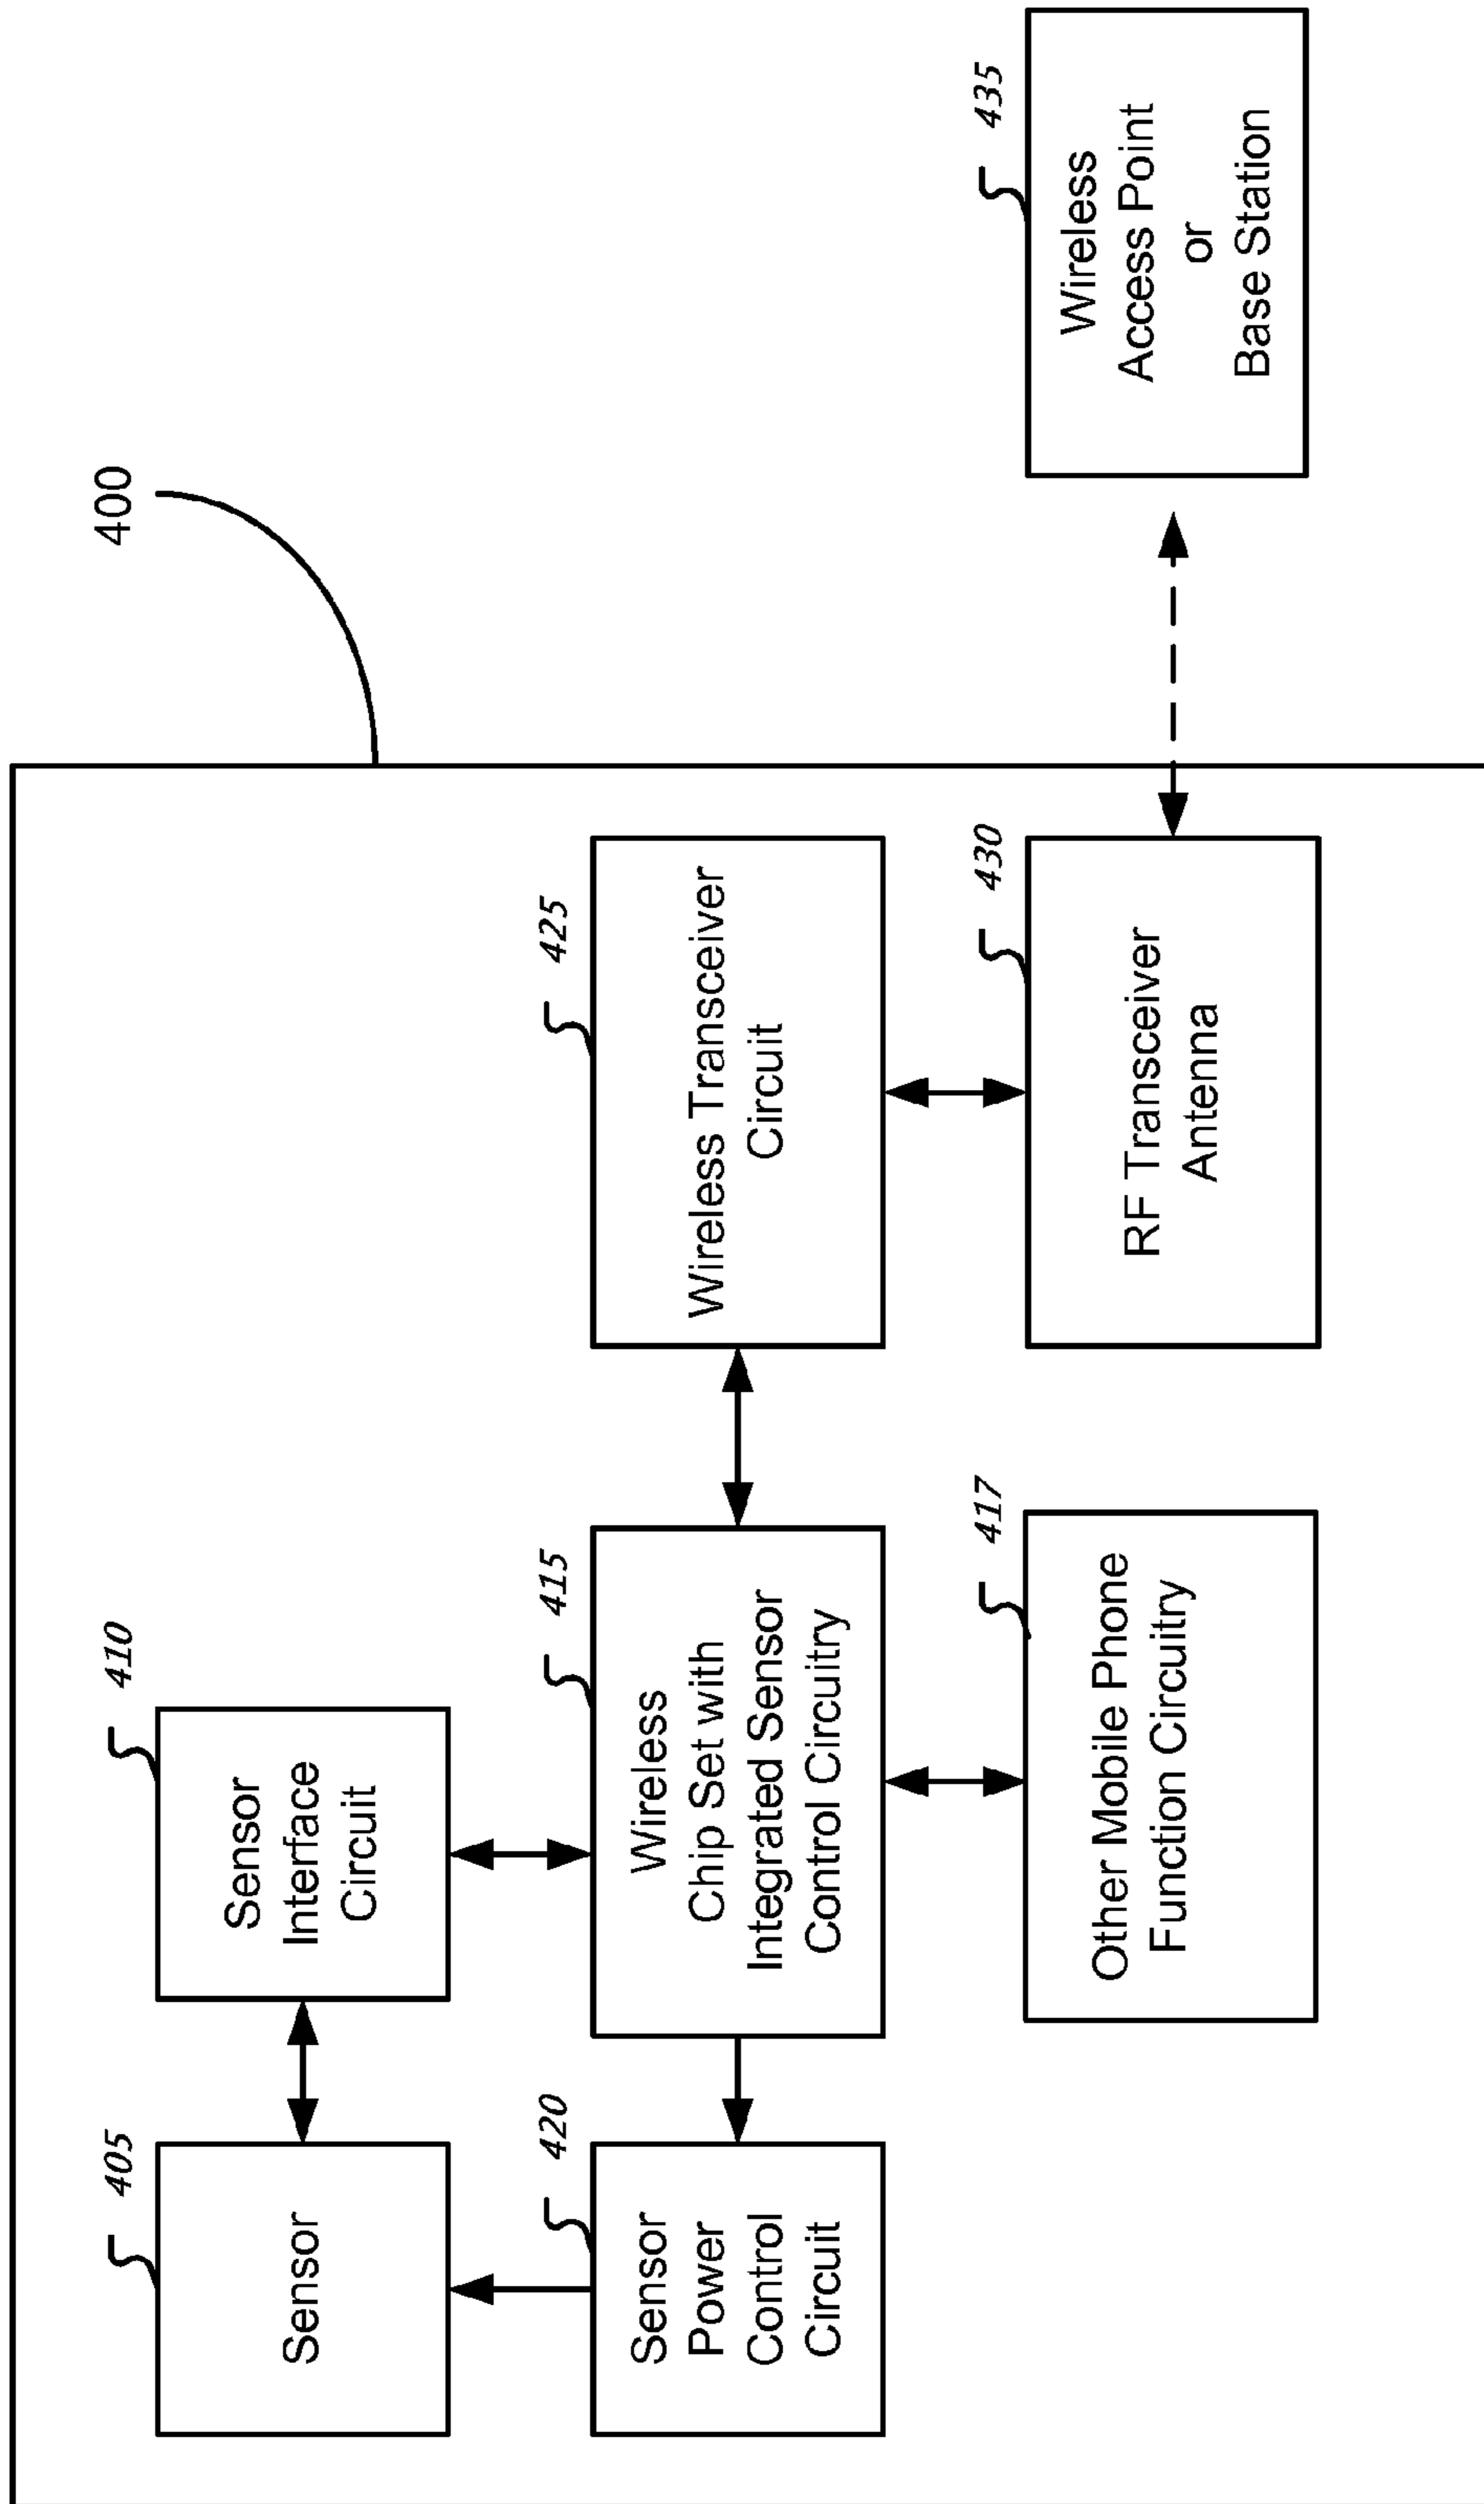 400
405
Sensor
410
Sensor
Interface
Circuit
420
Sensor
Power
Control
Circuit
415
Wireless
Chip Set with
Integrated Sensor
Control Circuitry
425
Wireless Transceiver
Circuit
417
Other Mobile Phone
Function Circuitry
430
RF Transceiver
Antenna
435
Wireless
Access Point
or
Base Station